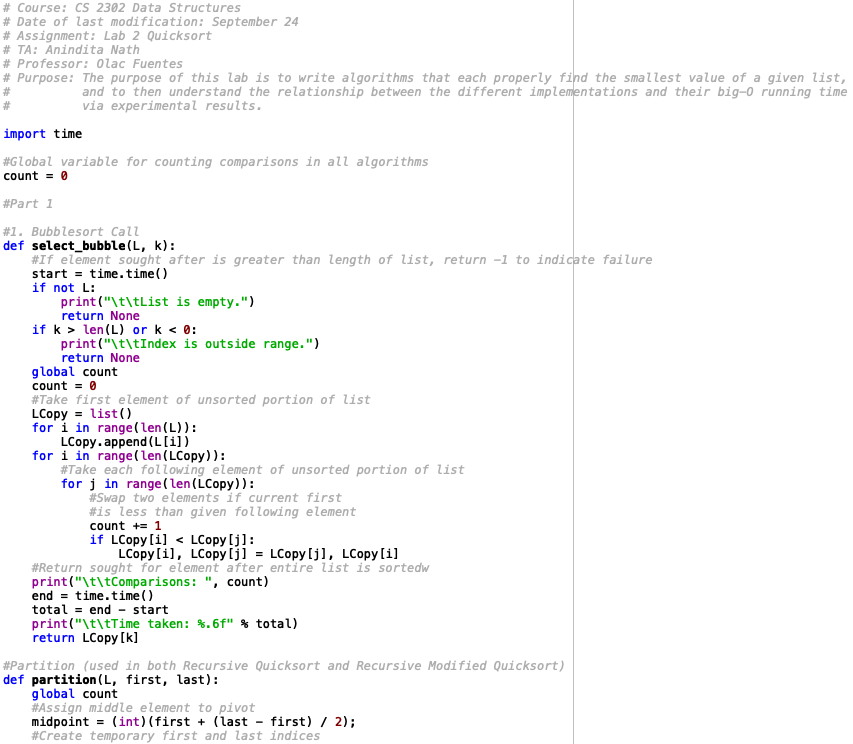 # Course: CS 2302 Data Structures
# Date of last modification: September 24
# Assignment: Lab 2 Quicksort
# TA: Anindita Nath
# Professor: Olac Fuentes
# Purpose: The purpose of this lab is to write algorithms that each properly find the smallest value of a given list,
#          and to then understand the relationship between the different implementations and their big-O running time
#          via experimental results.

import time

#Global variable for counting comparisons in all algorithms
count = 0

#Part 1

#1. Bubblesort Call
def select_bubble(L, k):
    #If element sought after is greater than length of list, return -1 to indicate failure
    start = time.time()
    if not L:
        print("\t\tList is empty.")
        return None
    if k > len(L) or k < 0:
        print("\t\tIndex is outside range.")
        return None
    global count
    count = 0
    #Take first element of unsorted portion of list
    LCopy = list()
    for i in range(len(L)):
        LCopy.append(L[i])
    for i in range(len(LCopy)):
        #Take each following element of unsorted portion of list
        for j in range(len(LCopy)):
            #Swap two elements if current first
            #is less than given following element
            count += 1
            if LCopy[i] < LCopy[j]:
                LCopy[i], LCopy[j] = LCopy[j], LCopy[i]
    #Return sought for element after entire list is sortedw
    print("\t\tComparisons: ", count)
    end = time.time()
    total = end - start
    print("\t\tTime taken: %.6f" % total)
    return LCopy[k]

#Partition (used in both Recursive Quicksort and Recursive Modified Quicksort)
def partition(L, first, last):
    global count
    #Assign middle element to pivot
    midpoint = (int)(first + (last - first) / 2);
    #Create temporary first and last indices